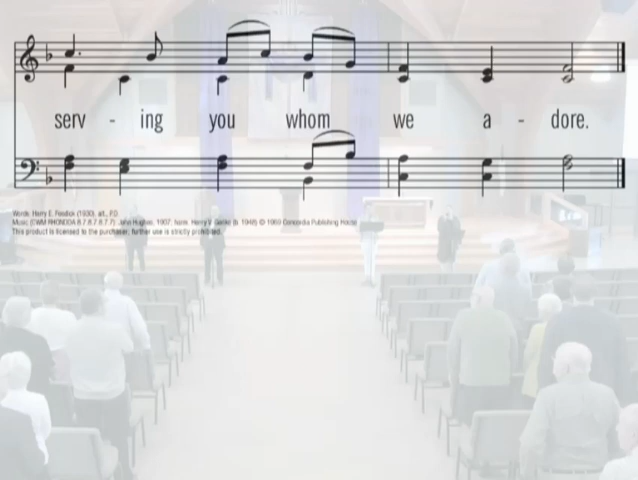 serv - ing you whom we a - dore.
Words: Harry E. Fosdick (1930), alt., P.D.
Music (CWM RHONDDA 8.7.8.7.8.7.7): John Hughes, 1907; harm. Henry V. Gerike (b. 1948) © 1969 Concordia Publishing House
This product is licensed to the purchaser; further use is strictly prohibited.